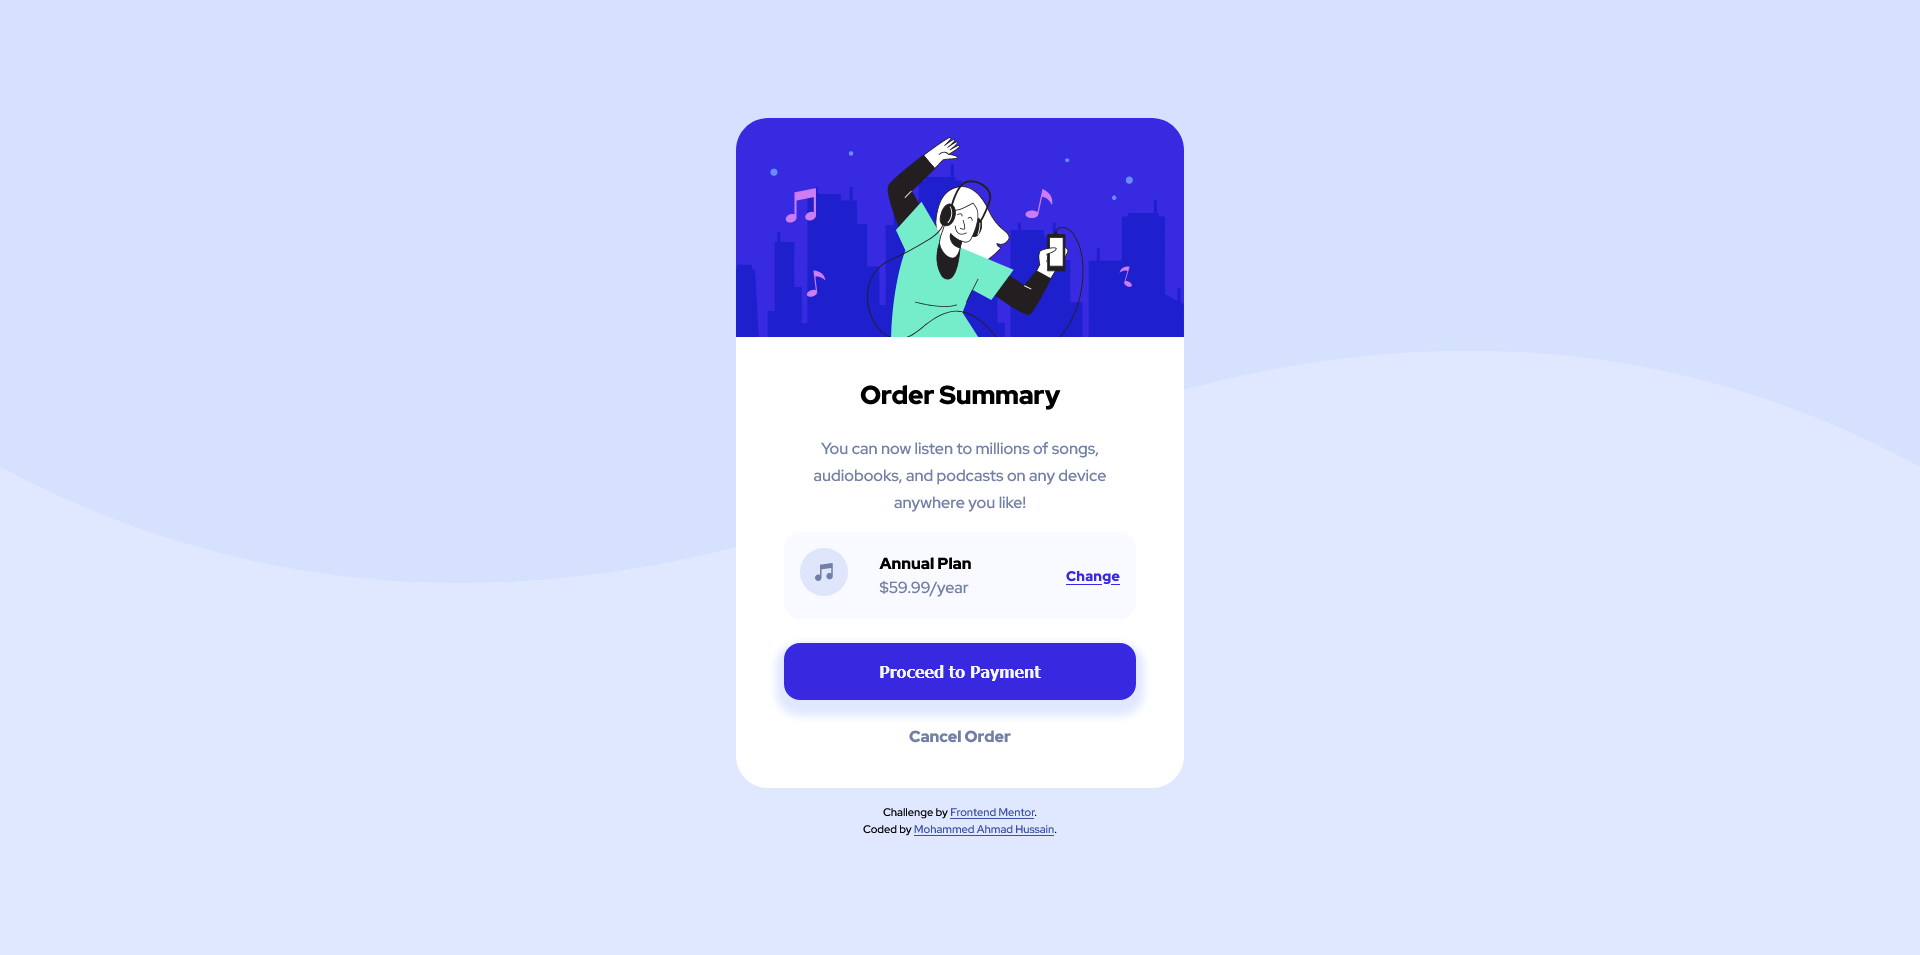 Order Summary
You can now listen to millions of songs,
audiobooks, and podcasts on any device
anywhere you like!
Annual Plan
$59.99/year
Change
Proceed to Payment
Cancel Order
Challenge by Frontend Mentor.
Coded by Mohammed Ahmad Hussain.